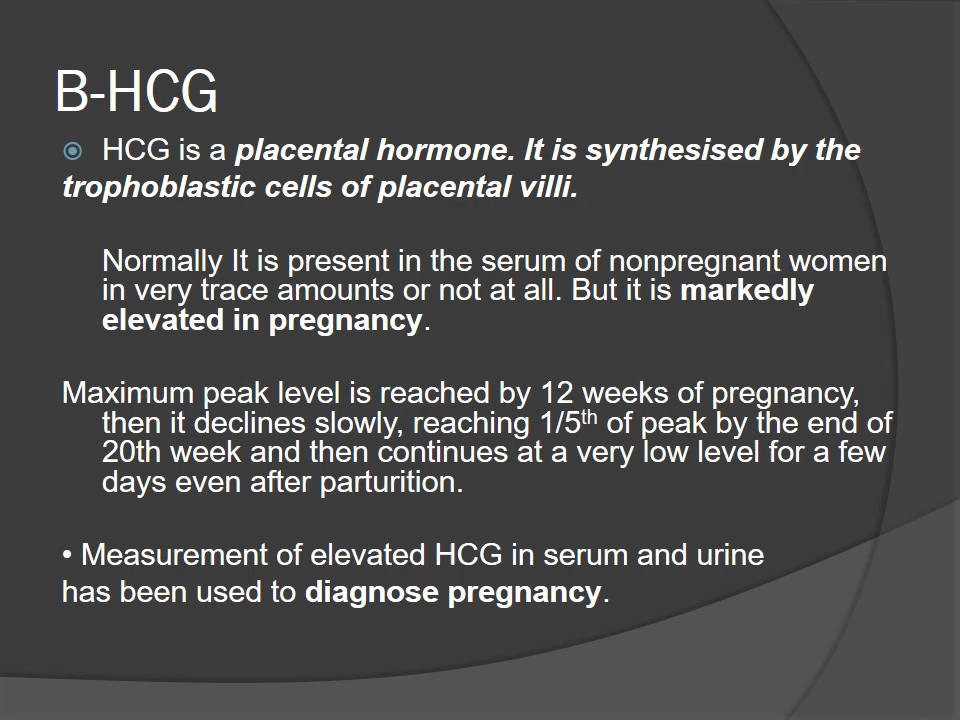 B-HCG
HCG is a placental hormone. It is synthesised by the
trophoblastic cells of placental villi.
Normally It is present in the serum of nonpregnant women
in very trace amounts or not at all. But it is markedly
elevated in pregnancy.
Maximum peak level is reached by 12 weeks of pregnancy,
then it declines slowly, reaching 1/5th of peak by the end of
20th week and then continues at a very low level for a few
days even after parturition.
• Measurement of elevated HCG in serum and urine
has been used to diagnose pregnancy.